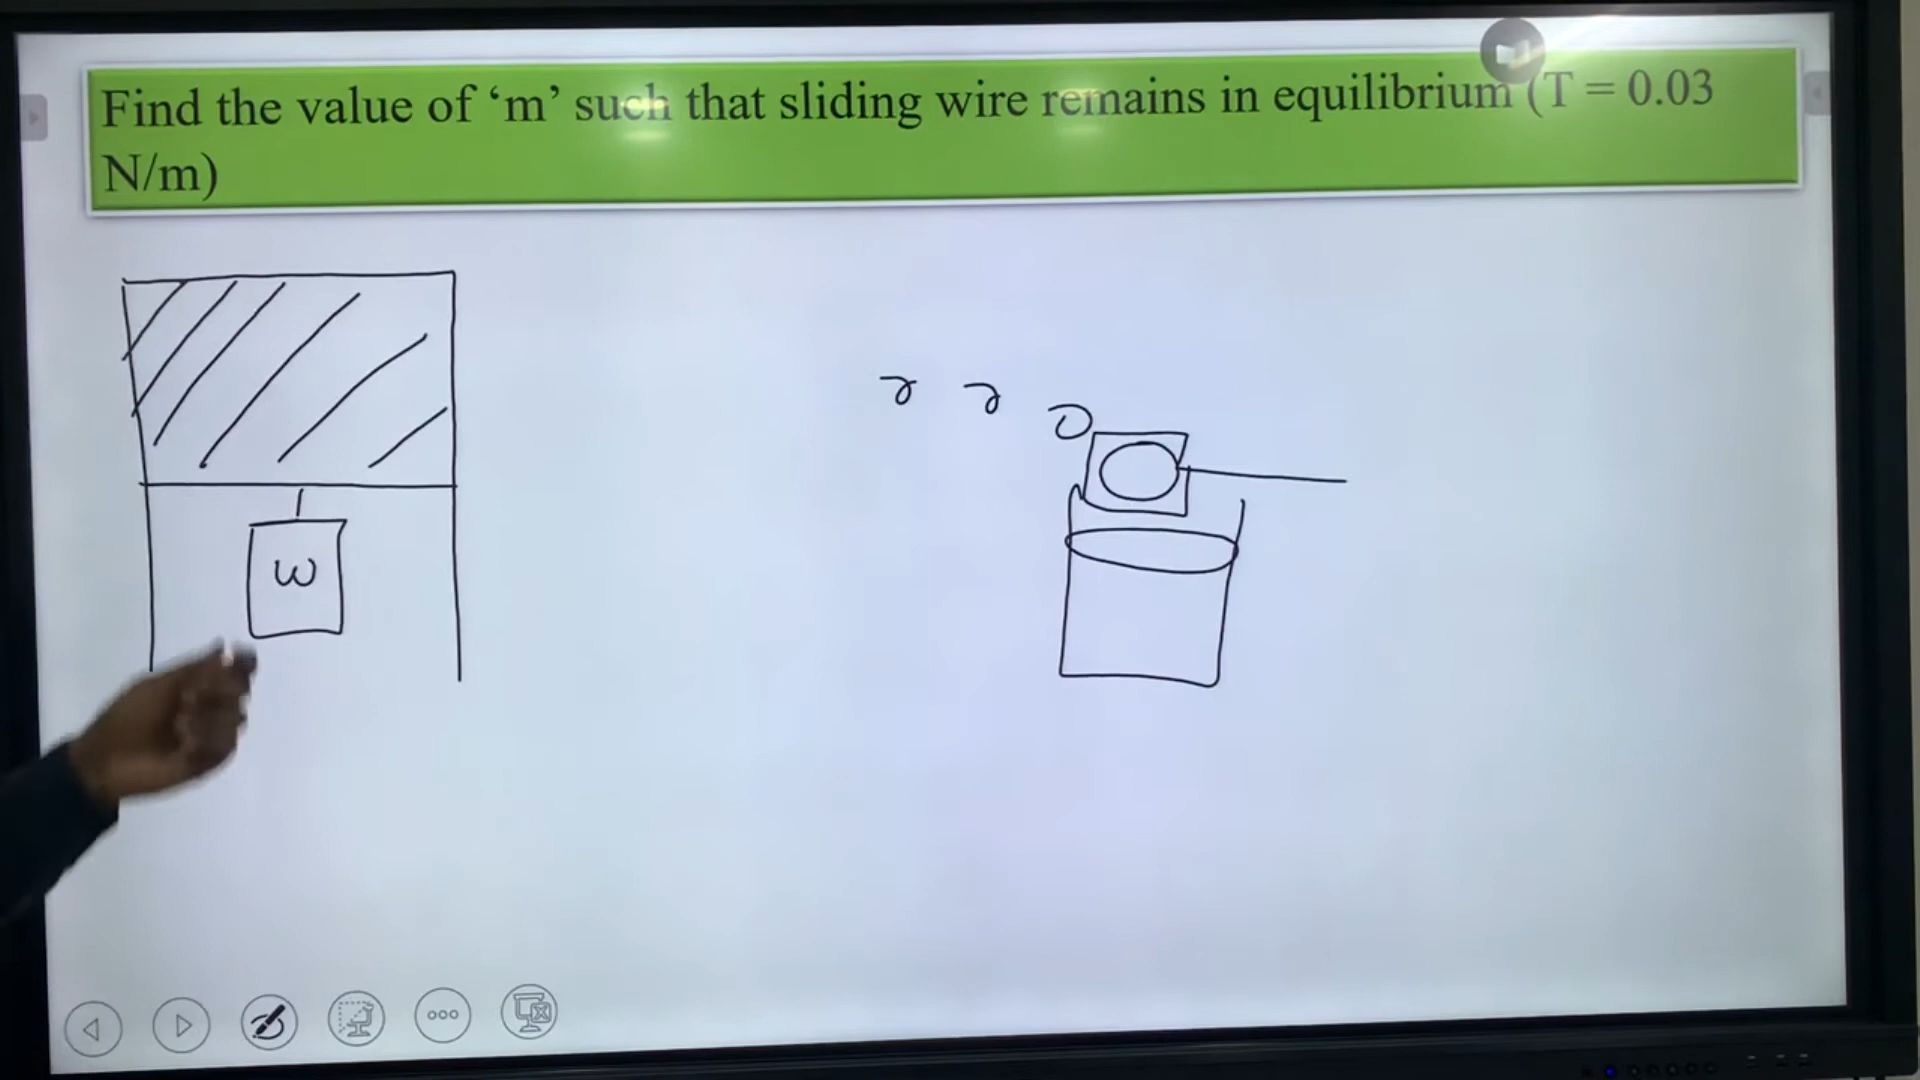 Find the value of ‘m’ such that sliding wire remains in equilibrium (T = 0.03
N/m)
W